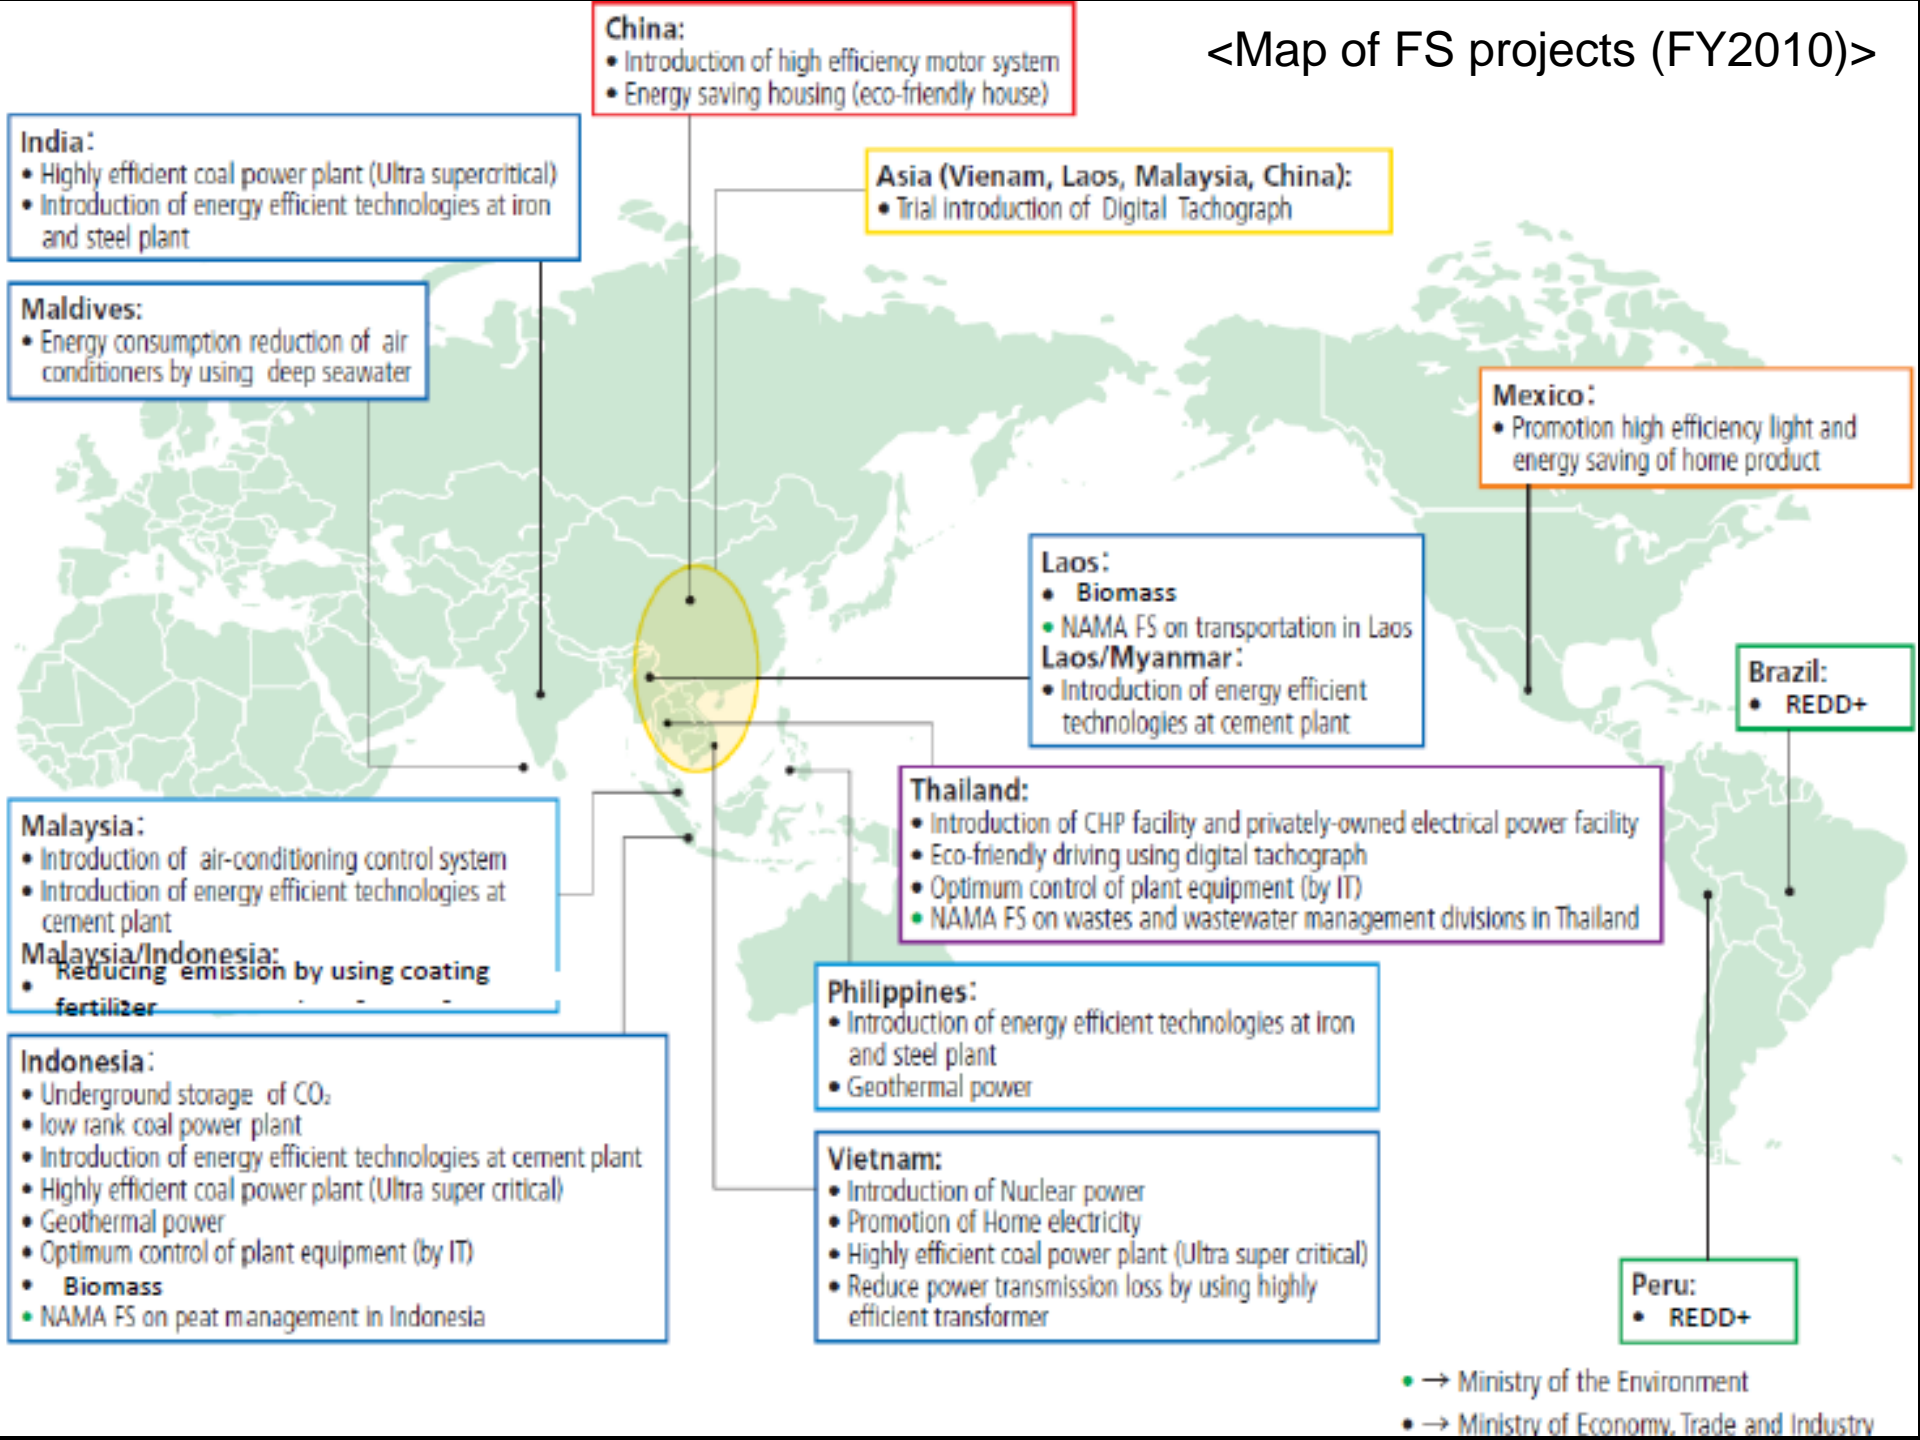 <Map of FS projects (FY2010)>
China:
• Introduction of high efficiency motor system
• Energy saving housing (eco-friendly house)
India:
• Highly efficient coal power plant (Ultra supercritical)
• Introduction of energy efficient technologies at iron
and steel plant
Asia (Vienam, Laos, Malaysia, China):
• Trial introduction of Digital Tachograph
Maldives:
• Energy consumption reduction of air
conditioners by using deep seawater
Mexico:
• Promotion high efficiency light and
energy saving of home product
Laos:
• Biomass
• NAMA FS on transportation in Laos
Laos/Myanmar:
• Introduction of energy efficient
technologies at cement plant
Brazil:
• REDD+
Thailand:
• Introduction of CHP facility and privately-owned electrical power facility
• Eco-friendly driving using digital tachograph
• Optimum control of plant equipment (by IT)
• NAMA FS on wastes and wastewater management divisions in Thailand
Malaysia:
• Introduction of air-conditioning control system
• Introduction of energy efficient technologies at
cement plant
Malaysia/Indonesia:
• Reducing emission by using coating
fertilizer
Philippines:
• Introduction of energy efficient technologies at iron
and steel plant
• Geothermal power
Indonesia:
• Underground storage of CO₂
• low rank coal power plant
• Introduction of energy efficient technologies at cement plant
• Highly efficient coal power plant (Ultra super critical)
• Geothermal power
• Optimum control of plant equipment (by IT)
• Biomass
• NAMA FS on peat management in Indonesia
Vietnam:
• Introduction of Nuclear power
• Promotion of Home electricity
• Highly efficient coal power plant (Ultra super critical)
• Reduce power transmission loss by using highly
efficient transformer
Peru:
• REDD+
• → Ministry of the Environment
• → Ministry of Economy, Trade and Industry